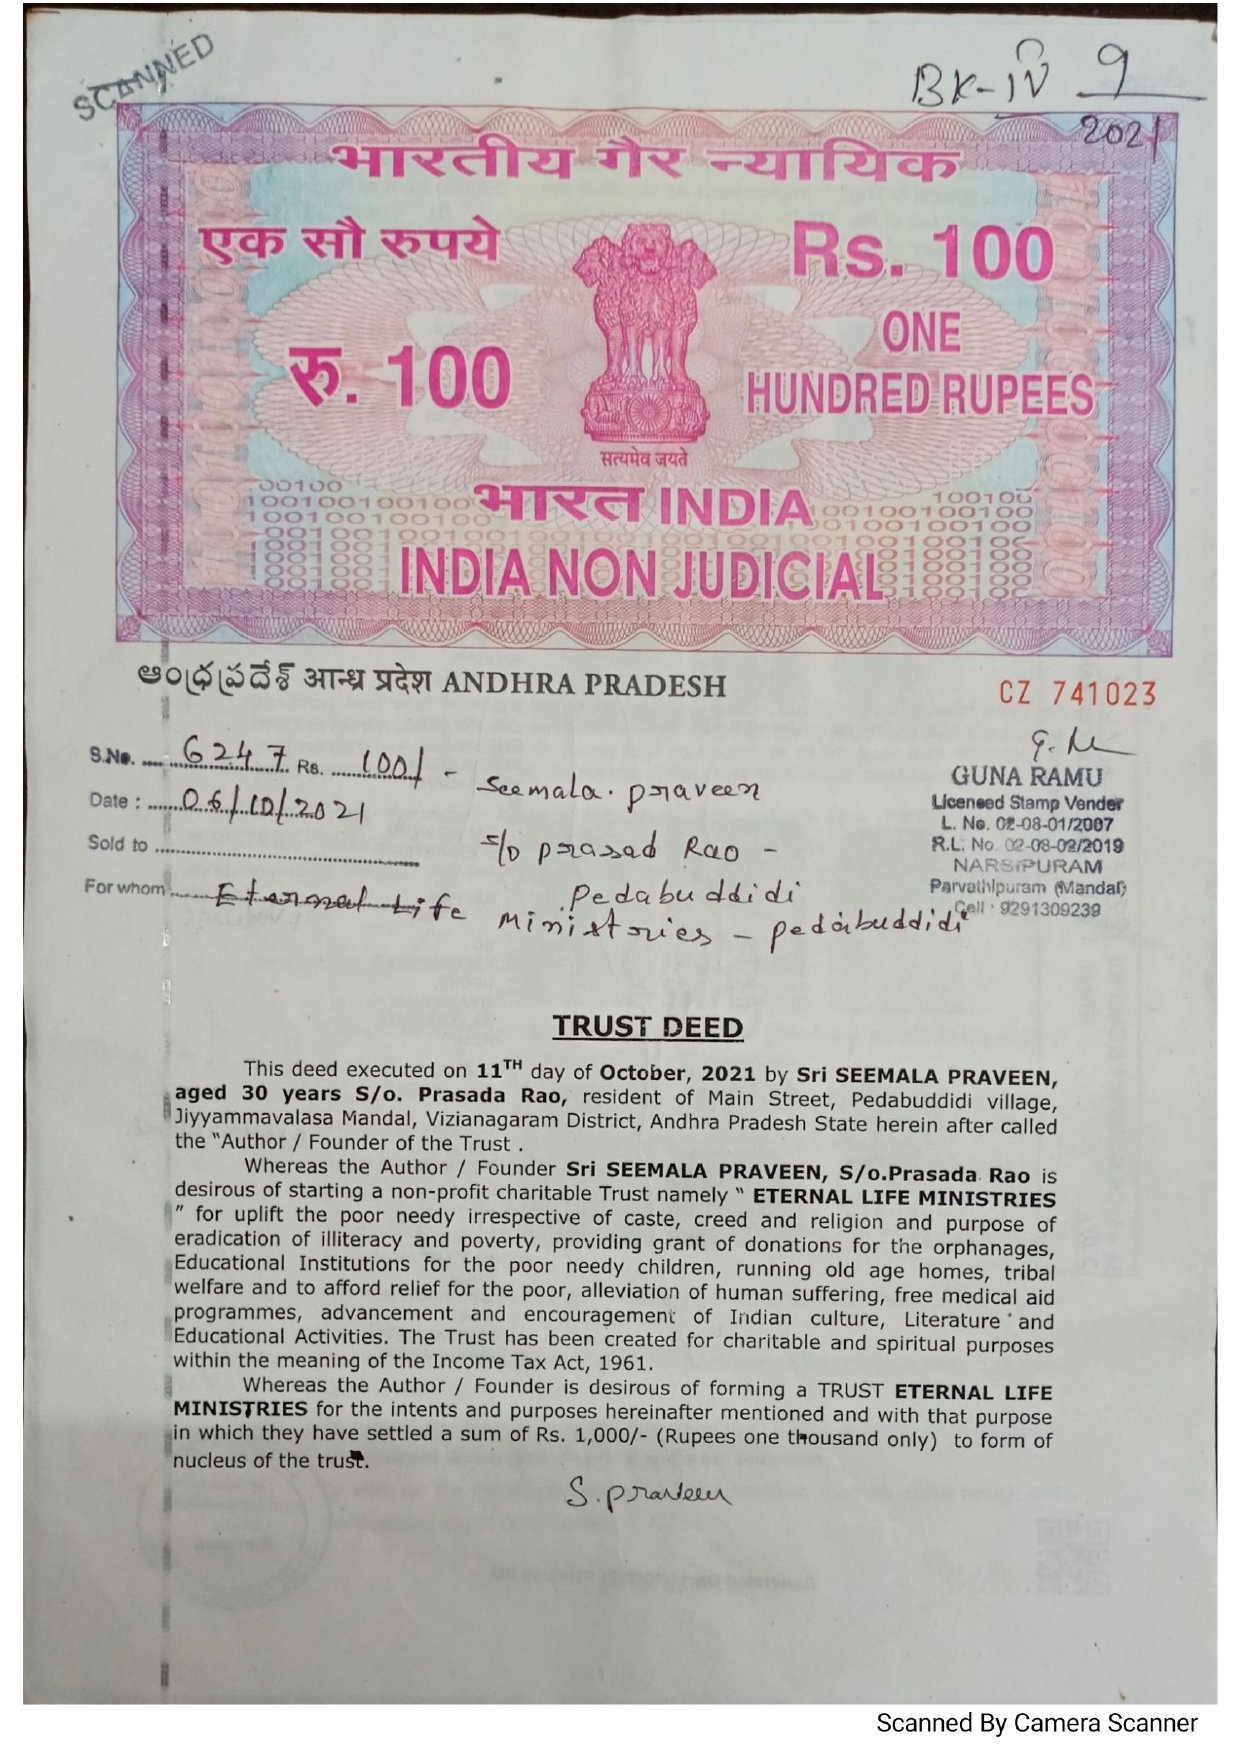 SCANNED
BK-IV 9
2021
भारतीय गैर न्यायिक
एक सौ रुपये
Rs. 100
रु. 100
ONE
HUNDRED RUPEES
सत्यमेव जयते
भारत INDIA
INDIA NON JUDICIAL
ఆంధ్రప్రదేశ్ आन्ध्र प्रदेश ANDHRA PRADESH
CZ 741023
S.No. .... 6247 Rs. ......... 100/-
Date : ...... 06/10/2021
Sold to ......
For whom ...... Eternal Life Ministories - pedabuddidi
Seemala. praveen
S/o prasad Rao -
pedabuddidi
GUNA RAMU
Licensed Stamp Vender
L. No. 02-08-01/2007
R.L. No. 02-08-02/2019
NARSIPURAM
Parvathipuram (Mandal)
Cell : 9291309239
TRUST DEED
This deed executed on 11TH day of October, 2021 by Sri SEEMALA PRAVEEN,
aged 30 years S/o. Prasada Rao, resident of Main Street, Pedabuddidi village,
Jiyyammavalasa Mandal, Vizianagaram District, Andhra Pradesh State herein after called
the "Author / Founder of the Trust .
Whereas the Author / Founder Sri SEEMALA PRAVEEN, S/o.Prasada Rao is
desirous of starting a non-profit charitable Trust namely " ETERNAL LIFE MINISTRIES
" for uplift the poor needy irrespective of caste, creed and religion and purpose of
eradication of illiteracy and poverty, providing grant of donations for the orphanages,
Educational Institutions for the poor needy children, running old age homes, tribal
welfare and to afford relief for the poor, alleviation of human suffering, free medical aid
programmes, advancement and encouragement of Indian culture, Literature and
Educational Activities. The Trust has been created for charitable and spiritual purposes
within the meaning of the Income Tax Act, 1961.
Whereas the Author / Founder is desirous of forming a TRUST ETERNAL LIFE
MINISTRIES for the intents and purposes hereinafter mentioned and with that purpose
in which they have settled a sum of Rs. 1,000/- (Rupees one thousand only) to form of
nucleus of the trust.
S. praveen
Scanned By Camera Scanner